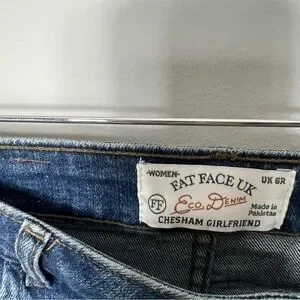 -WOMEN- UK 6R
FAT FACE UK
FF Eco. Denim
Made in
Pakistan
CHESHAM GIRLFRIEND